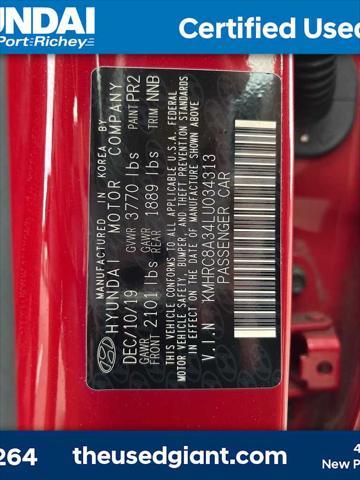 HYUNDAI
Port-Richey
Certified Used
MADE IN KOREA BY
HYUNDAI MOTOR COMPANY
DEC/10/19 GVWR 3770 lbs PAINT PR2
GAWR FRONT 2101 lbs GAWR REAR 1889 lbs TRIM NNB
THIS VEHICLE CONFORMS TO ALL APPLICABLE U.S.A. FEDERAL
MOTOR VEHICLE SAFETY, BUMPER, AND THEFT PREVENTION
STANDARDS IN EFFECT ON THE DATE OF MANUFACTURE SHOWN ABOVE
V.I.N KMHRC8A34LU034313
PASSENGER CAR
264
theusedgiant.com
4
New P